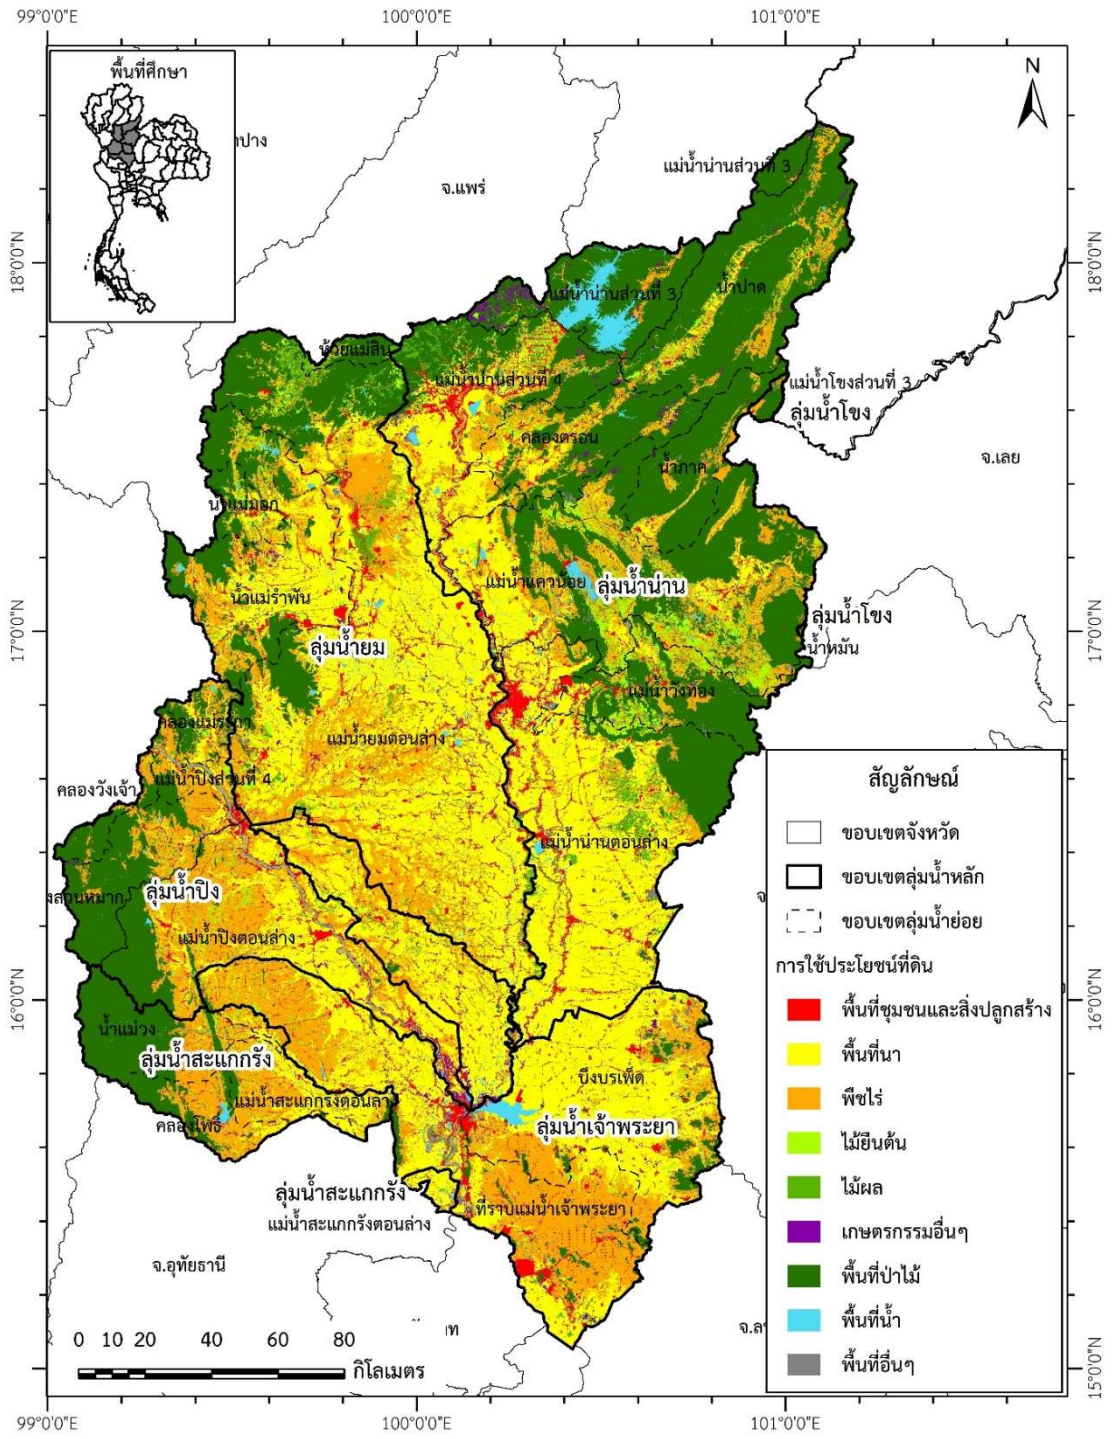 99°0'0"E
100°0'0"E
101°0'0"E
พื้นที่ศึกษา
N
ปาง
จ.แพร่
แม่น้ำน่านส่วนที่ 3
18°0'0"N
18°0'0"N
แม่น้ำน่านส่วนที่ 3
น้ำปาด
ห้วยแม่สิน
แม่น้ำน่านส่วนที่ 4
แม่น้ำโขงส่วนที่ 3
ลุ่มน้ำโขง
คลองตรอน
น้ำภาค
จ.เลย
น้ำแม่มอก
แม่น้ำแควน้อย
ลุ่มน้ำน่าน
น้ำแม่รำพัน
ลุ่มน้ำโขง
น้ำหมัน
17°0'0"N
17°0'0"N
ลุ่มน้ำยม
แม่น้ำวังทอง
คลองแม่ระกา
แม่น้ำยมตอนล่าง
แม่น้ำปิงส่วนที่ 4
คลองวังเจ้า
แม่น้ำน่านตอนล่าง
ลุ่มน้ำปิง
งสวนหมาก
แม่น้ำปิงตอนล่าง
16°0'0"N
16°0'0"N
น้ำแม่วง
ลุ่มน้ำสะแกกรัง
บึงบรเพ็ด
แม่น้ำสะแกกรังตอนลา
คลองโพธิ์
ลุ่มน้ำเจ้าพระยา
ลุ่มน้ำสะแกกรัง
แม่น้ำสะแกกรังตอนล่าง
ที่ราบแม่น้ำเจ้าพระยา
จ.อุทัยธานี
จ.ล
ท
จ
สัญลักษณ์
ขอบเขตจังหวัด
ขอบเขตลุ่มน้ำหลัก
ขอบเขตลุ่มน้ำย่อย
การใช้ประโยชน์ที่ดิน
พื้นที่ชุมชนและสิ่งปลูกสร้าง
พื้นที่นา
พืชไร่
ไม้ยืนต้น
ไม้ผล
เกษตรกรรมอื่นๆ
พื้นที่ป่าไม้
พื้นที่น้ำ
พื้นที่อื่นๆ
0 10 20 40 60 80
กิโลเมตร
15°0'0"N
99°0'0"E
100°0'0"E
101°0'0"E